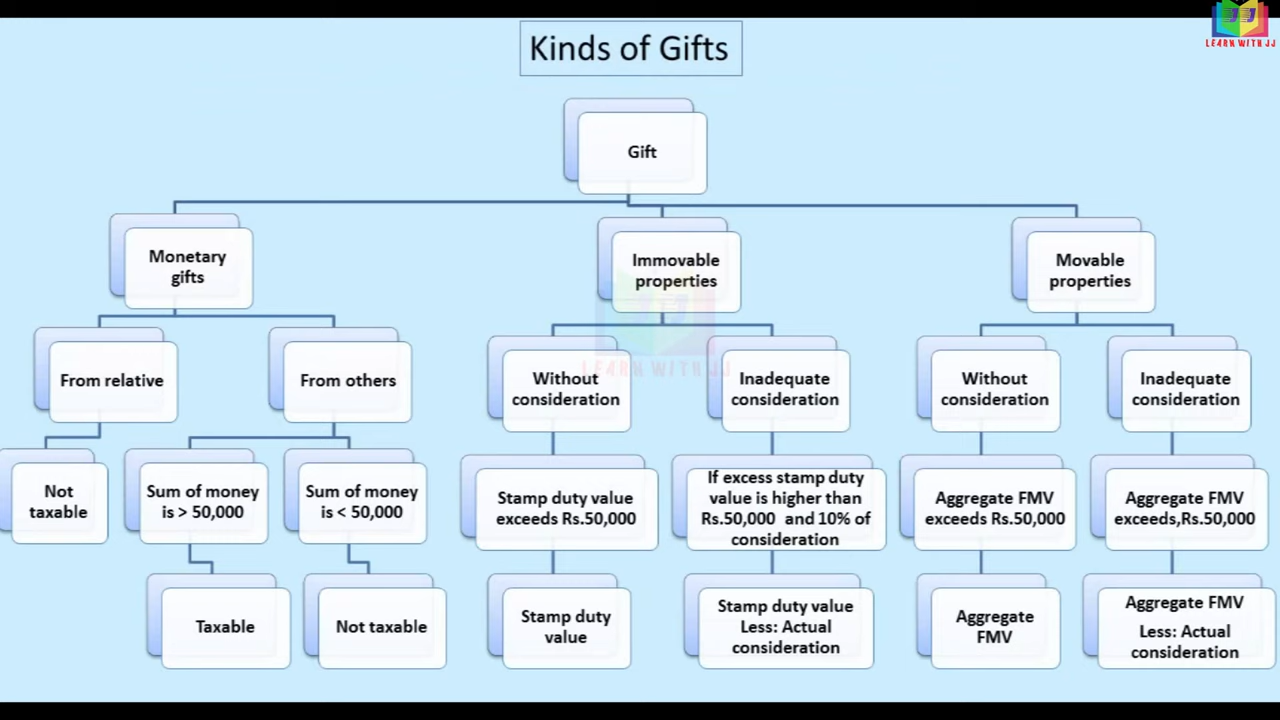 LEARN WITH JJ
Kinds of Gifts
Gift
Monetary
gifts
Immovable
properties
Movable
properties
From relative
From others
Without
consideration
Inadequate
consideration
Without
consideration
Inadequate
consideration
Not
taxable
Sum of money
is > 50,000
Sum of money
is < 50,000
Stamp duty value
exceeds Rs.50,000
If excess stamp duty
value is higher than
Rs.50,000 and 10% of
consideration
Aggregate FMV
exceeds Rs.50,000
Aggregate FMV
exceeds,Rs.50,000
Taxable
Not taxable
Stamp duty
value
Stamp duty value
Less: Actual
consideration
Aggregate
FMV
Aggregate FMV
Less: Actual
consideration
LEARN WITH JJ